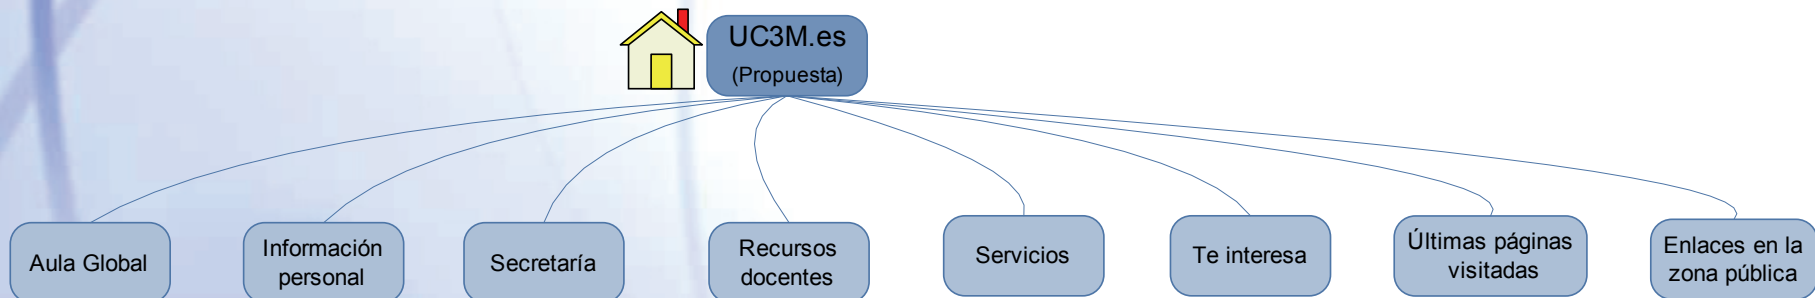 UC3M.es
(Propuesta)
Aula Global
Información
personal
Secretaría
Recursos
docentes
Servicios
Te interesa
Últimas páginas
visitadas
Enlaces en la
zona pública